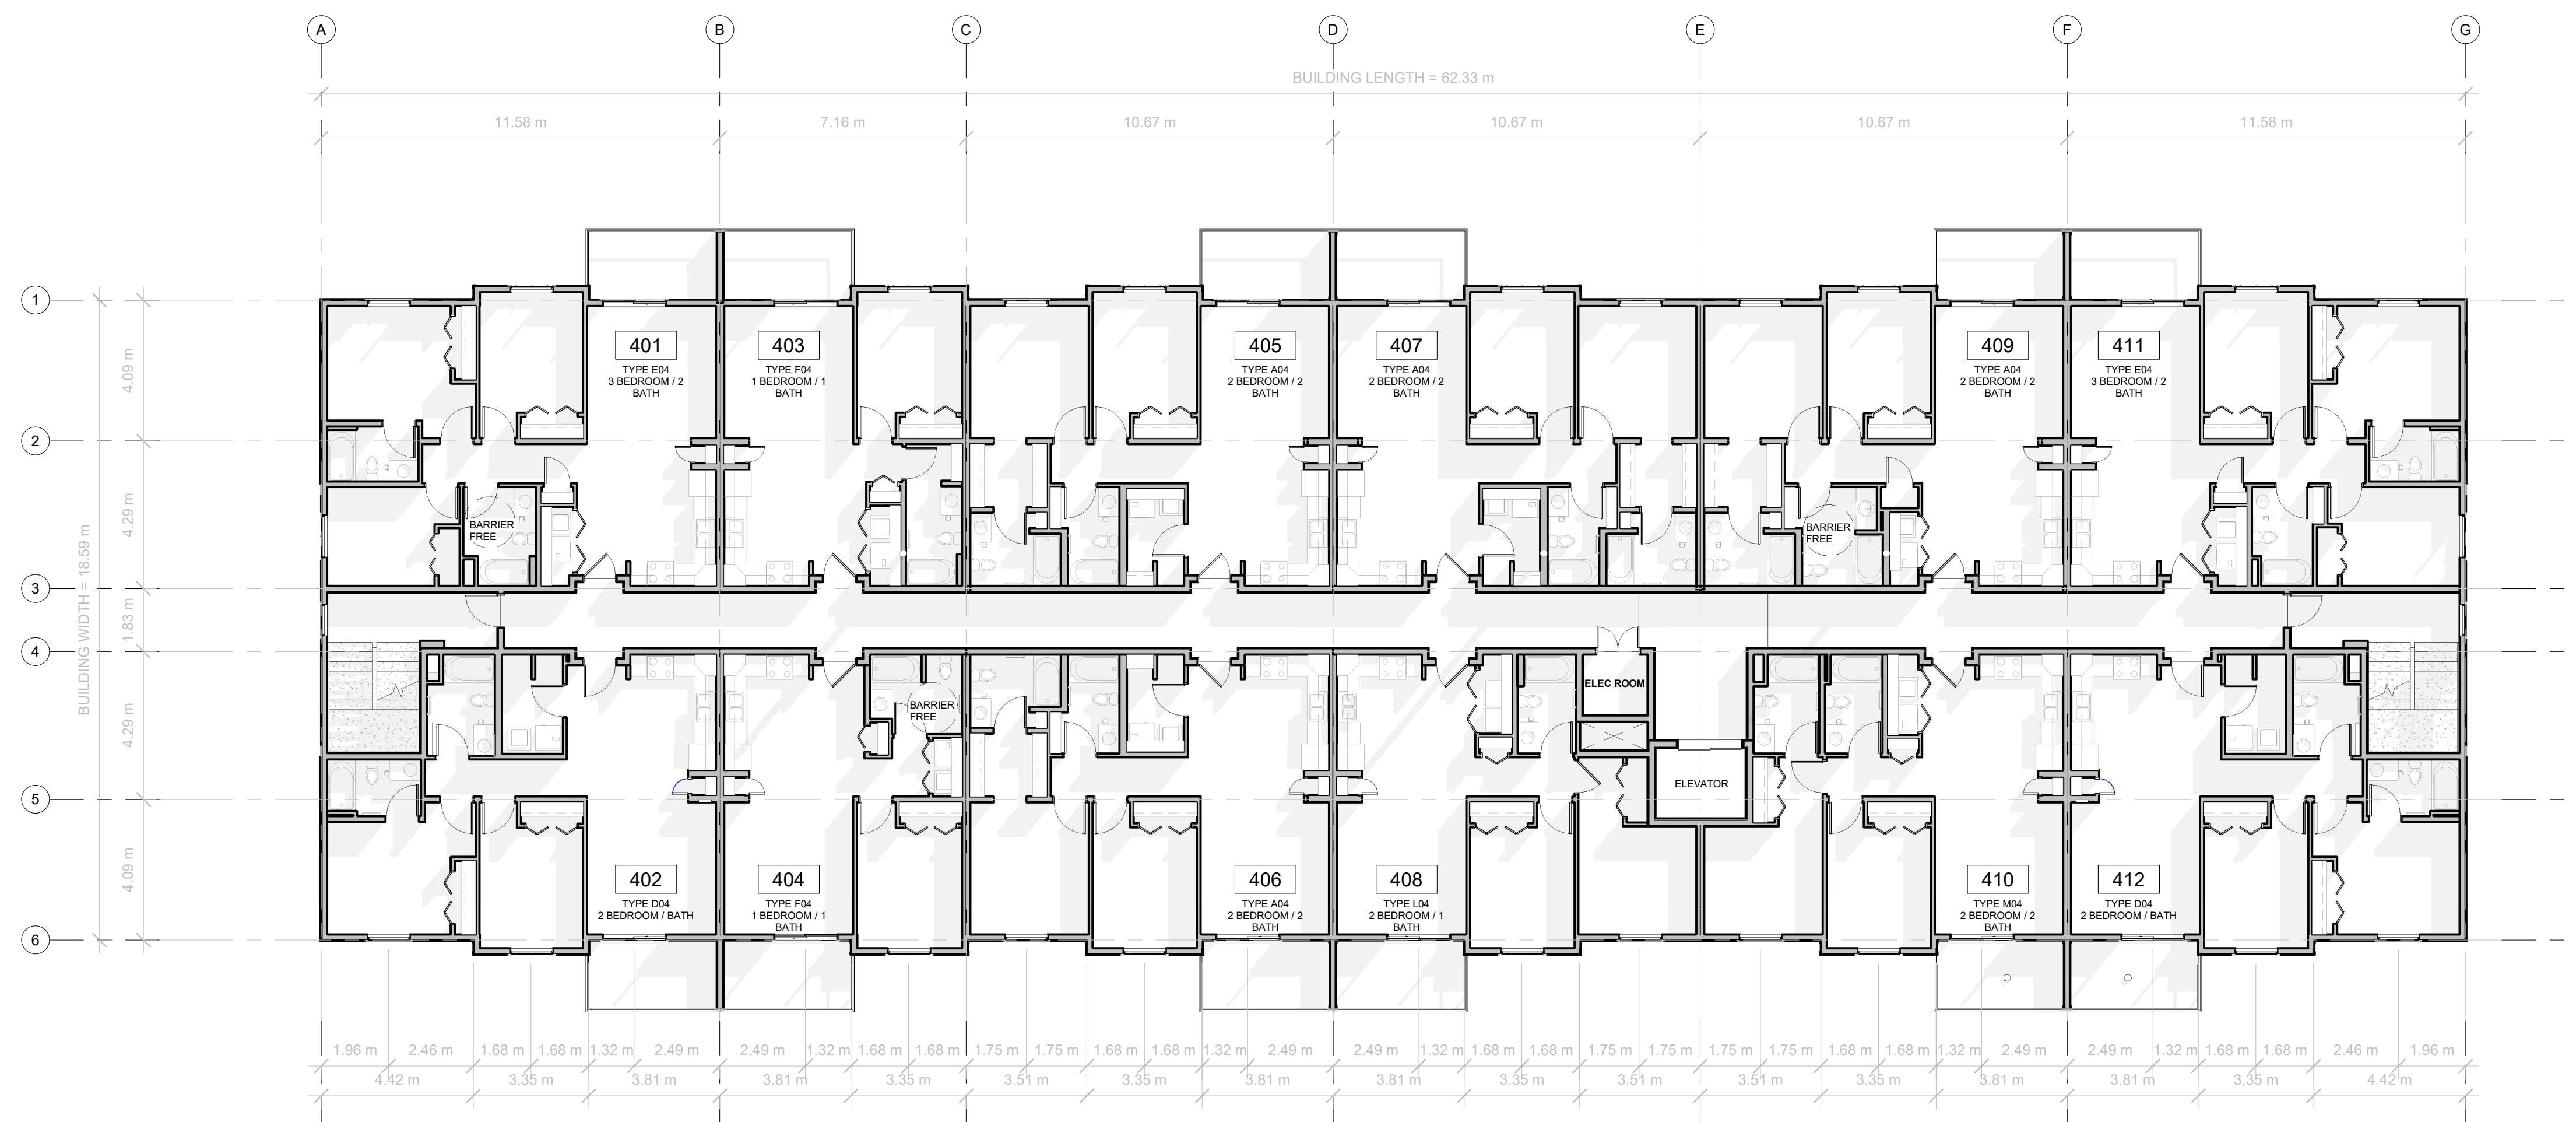 A B C D E F G
BUILDING LENGTH = 62.33 m
11.58 m 7.16 m 10.67 m 10.67 m 10.67 m 11.58 m
1
401 403 405 407 409 411
TYPE E04
3 BEDROOM / 2
BATH
TYPE F04
1 BEDROOM / 1
BATH
TYPE A04
2 BEDROOM / 2
BATH
TYPE A04
2 BEDROOM / 2
BATH
TYPE A04
2 BEDROOM / 2
BATH
TYPE E04
3 BEDROOM / 2
BATH
4.09 m
2
4.29 m
BARRIER
FREE
BARRIER
FREE
3
BUILDING WIDTH = 18.59 m
1.83 m
4
ELEC ROOM
BARRIER
FREE
4.29 m
ELEVATOR
5
4.09 m
402 404 406 408 410 412
TYPE D04
2 BEDROOM / BATH
TYPE F04
1 BEDROOM / 1
BATH
TYPE A04
2 BEDROOM / 2
BATH
TYPE L04
2 BEDROOM / 1
BATH
TYPE M04
2 BEDROOM / 2
BATH
TYPE D04
2 BEDROOM / BATH
6
1.96 m 2.46 m 1.68 m 1.68 m 1.32 m 2.49 m 2.49 m 1.32 m 1.68 m 1.68 m 1.75 m 1.75 m 1.68 m 1.68 m 1.32 m 2.49 m 2.49 m 1.32 m 1.68 m 1.68 m 1.75 m 1.75 m 1.75 m 1.75 m 1.68 m 1.68 m 1.32 m 2.49 m 2.49 m 1.32 m 1.68 m 1.68 m 2.46 m 1.96 m
4.42 m 3.35 m 3.81 m 3.81 m 3.35 m 3.51 m 3.35 m 3.81 m 3.81 m 3.35 m 3.51 m 3.51 m 3.35 m 3.81 m 3.81 m 3.35 m 4.42 m